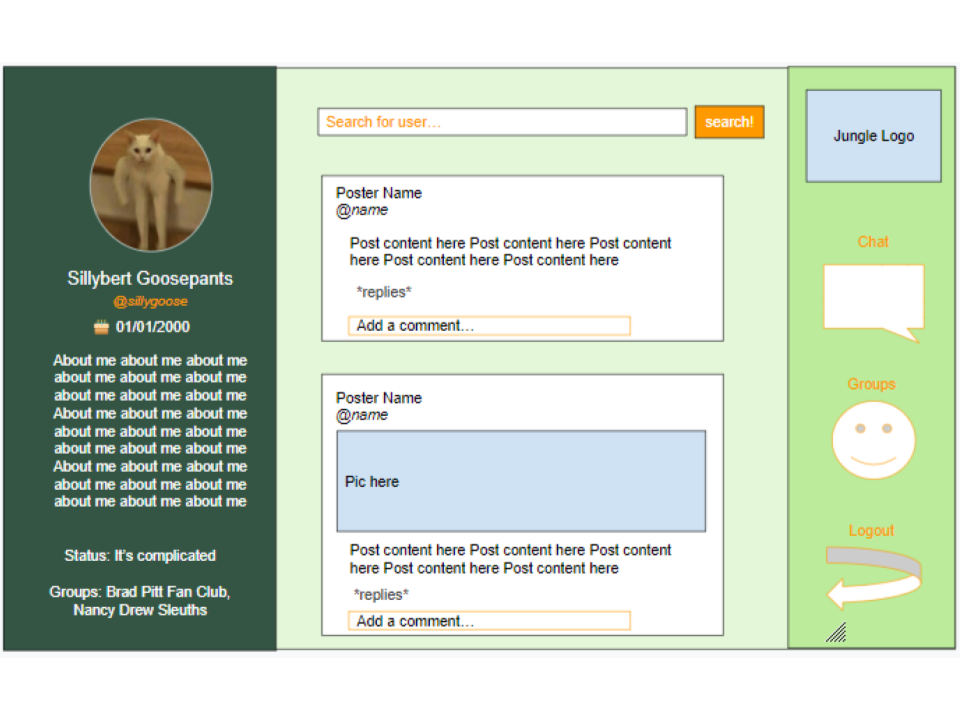 Sillybert Goosepants
@sillygoose
01/01/2000
About me about me about me
about me about me about me
about me about me about me
About me about me about me
about me about me about me
about me about me about me
About me about me about me
about me about me about me
about me about me about me
Status: It's complicated
Groups: Brad Pitt Fan Club,
Nancy Drew Sleuths
Search for user...
search!
Poster Name
@name
Post content here Post content here Post content
here Post content here Post content here
*replies*
Add a comment...
Poster Name
@name
Pic here
Post content here Post content here Post content
here Post content here Post content here
*replies*
Add a comment...
Jungle Logo
Chat
Groups
Logout